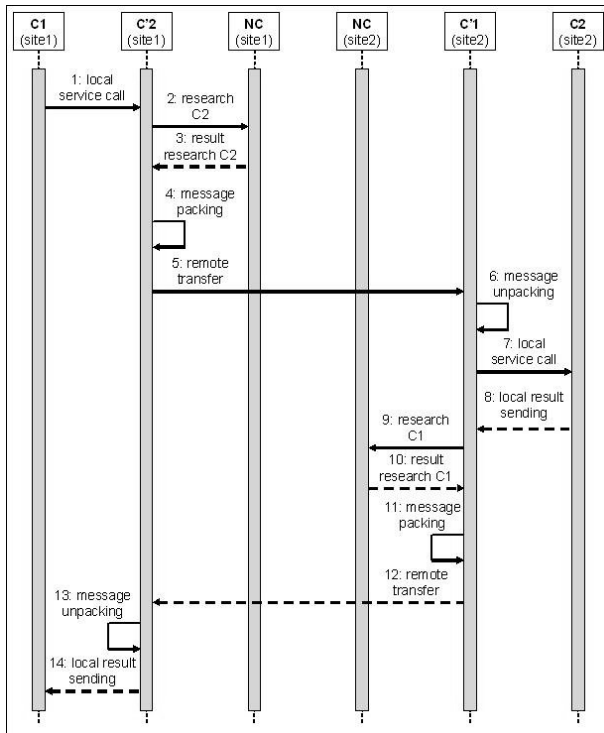 C1
(site1)
C'2
(site1)
NC
(site1)
NC
(site2)
C'1
(site2)
C2
(site2)
1: local
service call
2: research
C2
3: result
research C2
4: message
packing
5: remote
transfer
6: message
unpacking
7: local
service call
8: local result
sending
9: research
C1
10: result
research C1
11: message
packing
12: remote
transfer
13: message
unpacking
14: local result
sending